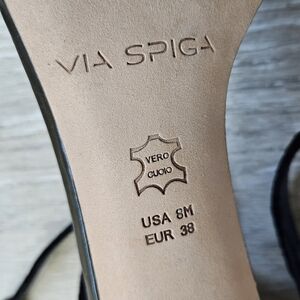 VIA SPIGA
VERO
CUOIO
USA 8M
EUR 38